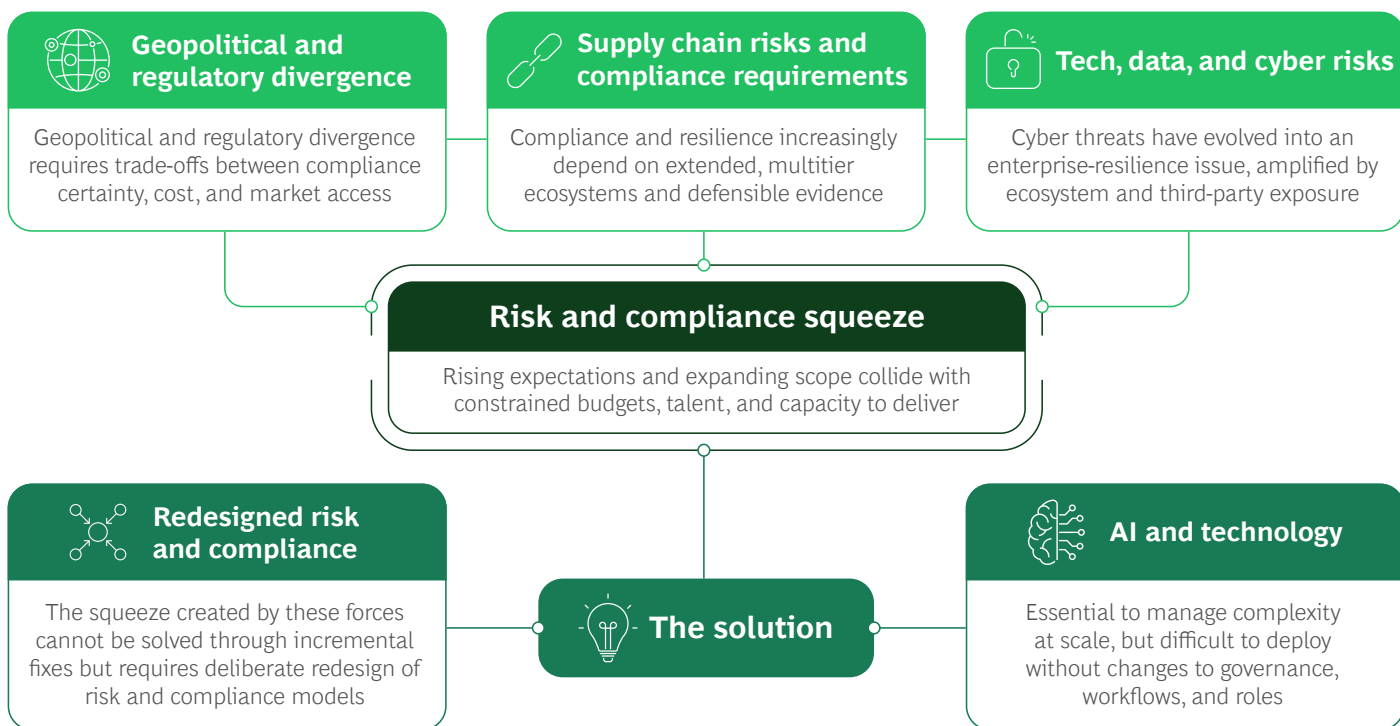 Geopolitical and
regulatory divergence
Geopolitical and regulatory divergence
requires trade-offs between compliance
certainty, cost, and market access
Supply chain risks and
compliance requirements
Compliance and resilience increasingly
depend on extended, multitier
ecosystems and defensible evidence
Tech, data, and cyber risks
Cyber threats have evolved into an
enterprise-resilience issue, amplified by
ecosystem and third-party exposure
Risk and compliance squeeze
Rising expectations and expanding scope collide with
constrained budgets, talent, and capacity to deliver
Redesigned risk
and compliance
The squeeze created by these forces
cannot be solved through incremental
fixes but requires deliberate redesign of
risk and compliance models
The solution
AI and technology
Essential to manage complexity
at scale, but difficult to deploy
without changes to governance,
workflows, and roles